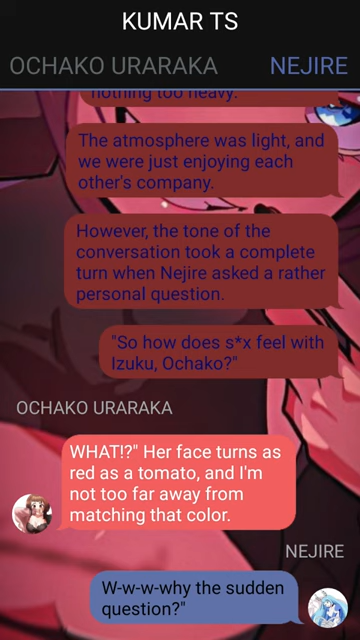 KUMAR TS
OCHAKO URARAKA
NEJIRE
nothing too heavy.
The atmosphere was light, and
we were just enjoying each
other's company.
However, the tone of the
conversation took a complete
turn when Nejire asked a rather
personal question.
"So how does s*x feel with
Izuku, Ochako?"
OCHAKO URARAKA
WHAT!?" Her face turns as
red as a tomato, and I'm
not too far away from
matching that color.
NEJIRE
W-w-w-why the sudden
question?"